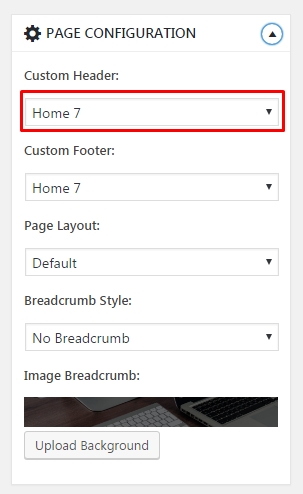 PAGE CONFIGURATION
Custom Header:
Home 7
Custom Footer:
Home 7
Page Layout:
Default
Breadcrumb Style:
No Breadcrumb
Image Breadcrumb:
Upload Background